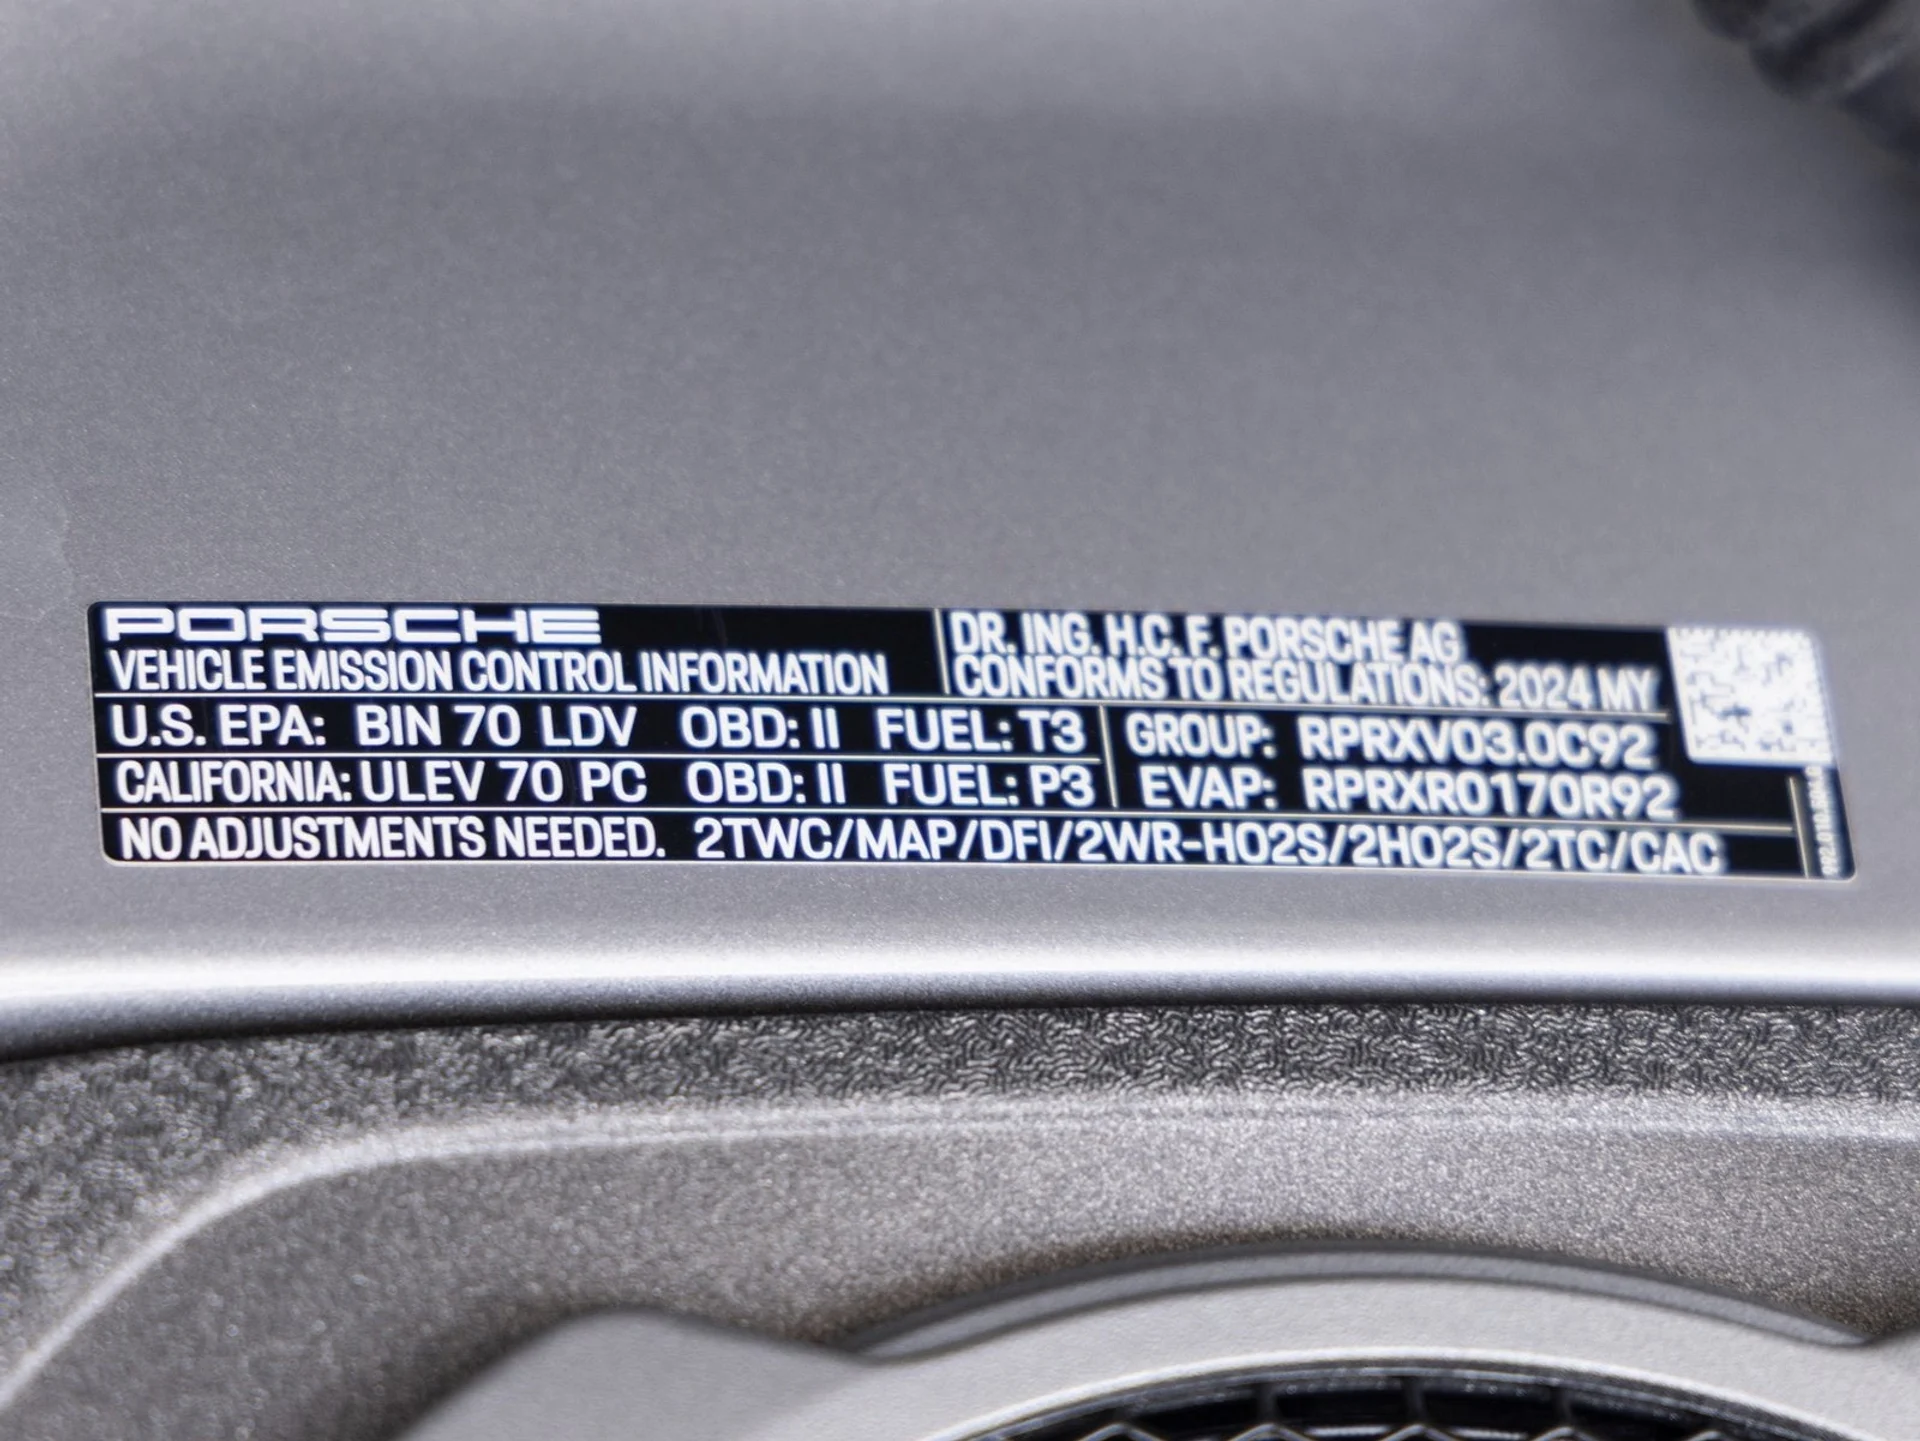 PORSCHE
VEHICLE EMISSION CONTROL INFORMATION
DR. ING. H.C. F. PORSCHE AG
CONFORMS TO REGULATIONS: 2024 MY
U.S. EPA: BIN 70 LDV OBD: II FUEL: T3
CALIFORNIA: ULEV 70 PC OBD: II FUEL: P3
GROUP: RPRXV03.0C92
EVAP: RPRXR0170R92
NO ADJUSTMENTS NEEDED. 2TWC/MAP/DFI/2WR-HO2S/2HO2S/2TC/CAC